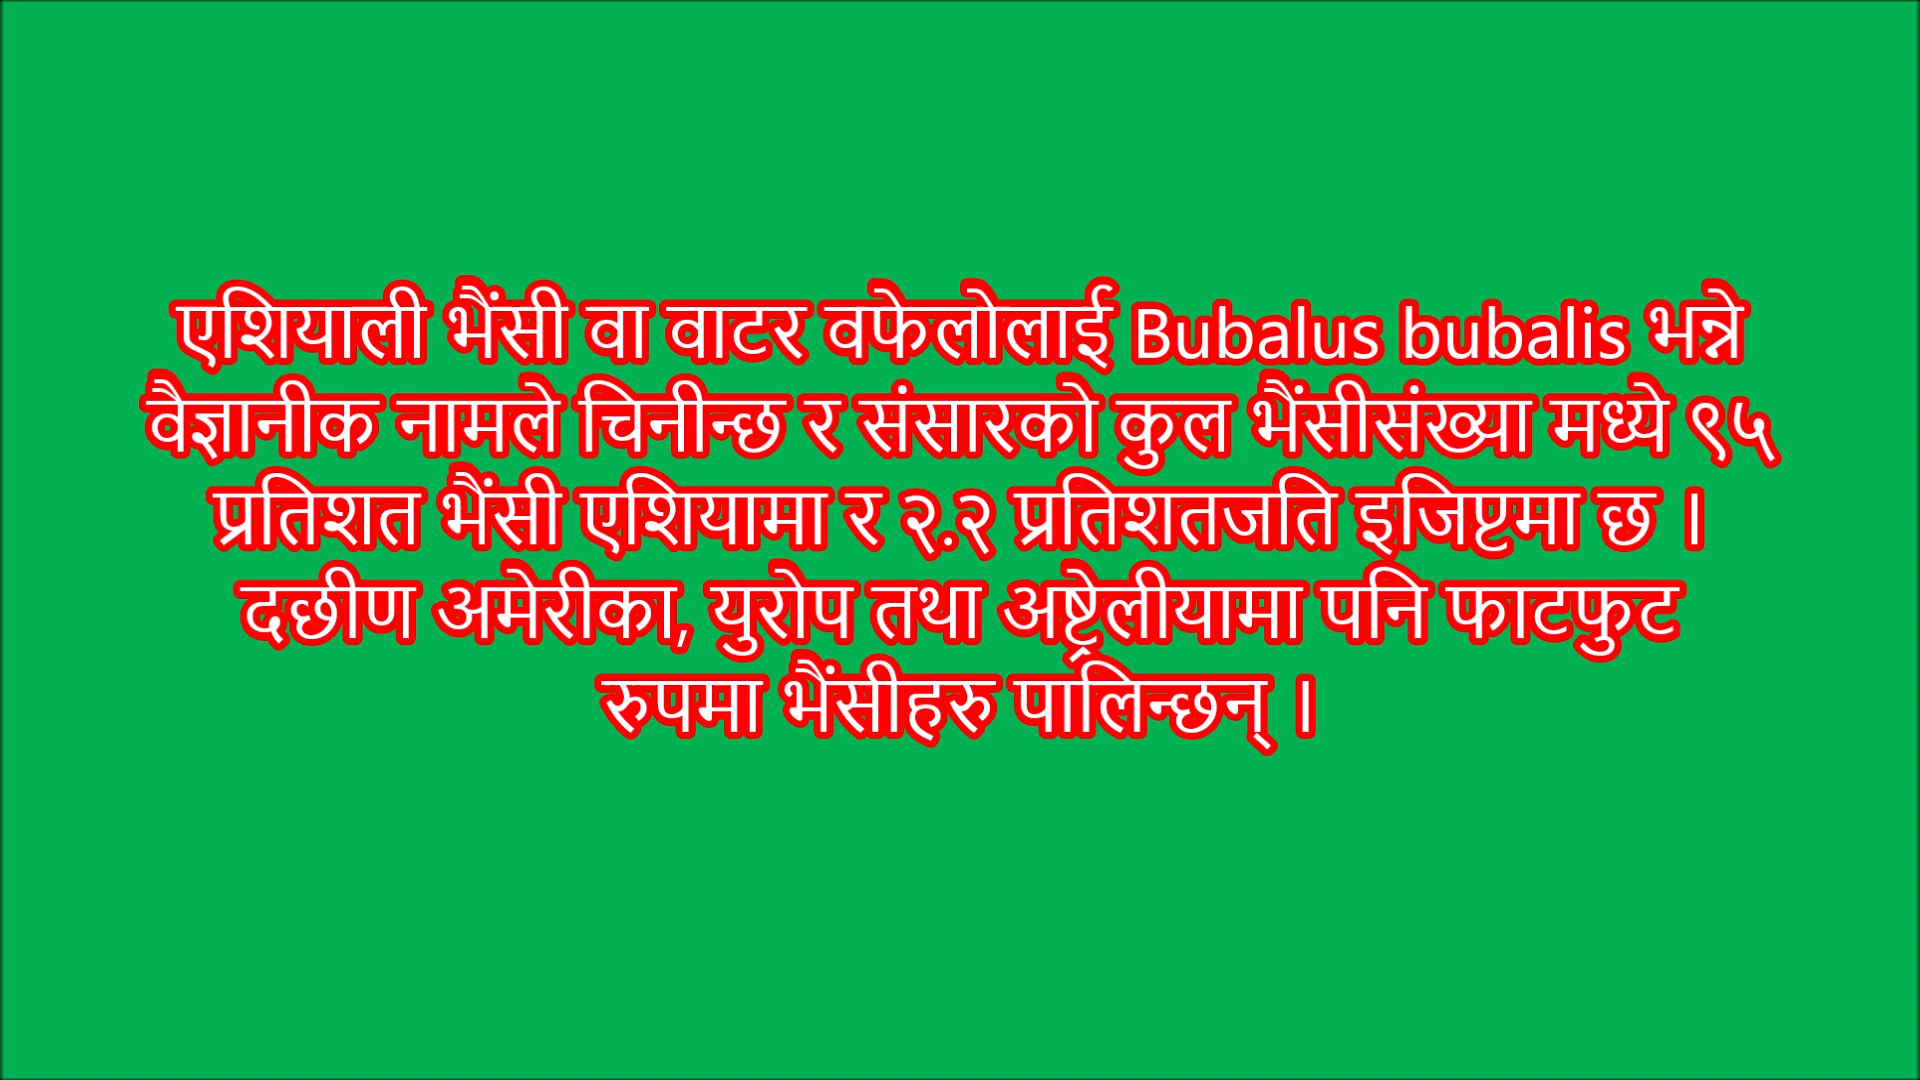 एशियाली भैंसी वा वाटर वफेलोलाई Bubalus bubalis भन्ने
वैज्ञानीक नामले चिनीन्छ र संसारको कुल भैंसीसंख्या मध्ये ९५
प्रतिशत भैंसी एशियामा र २.२ प्रतिशतजति इजिप्टमा छ ।
दछीण अमेरीका, युरोप तथा अष्ट्रेलीयामा पनि फाटफुट
रुपमा भैंसीहरु पालिन्छन् ।